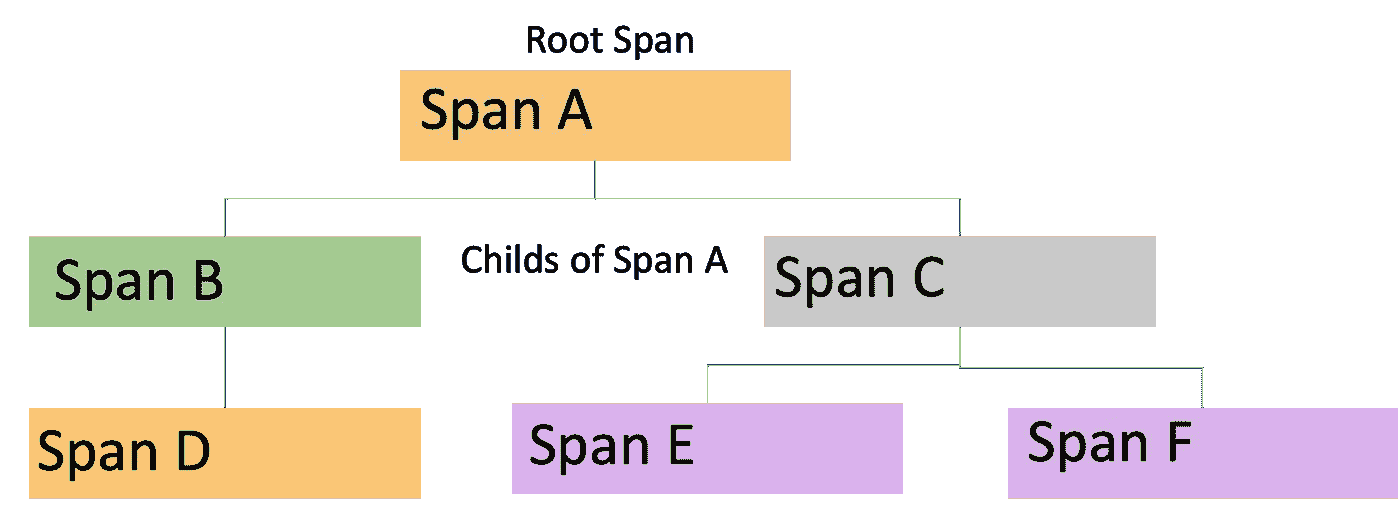 Root Span
Span A
Span B
Childs of Span A
Span C
Span D
Span E
Span F